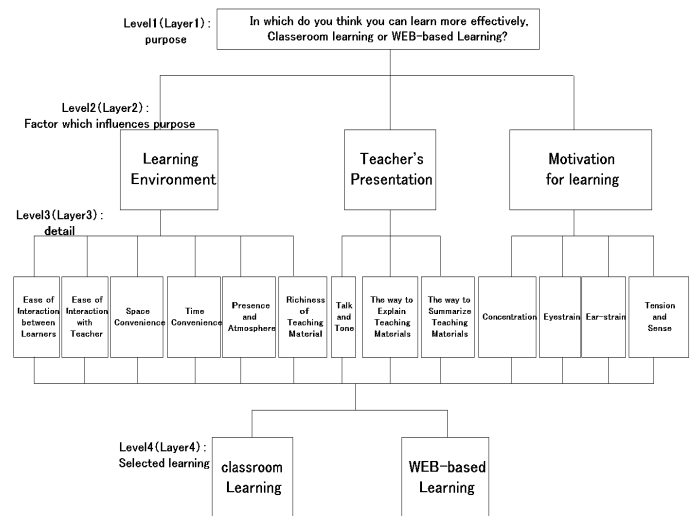 Level1(Layer1) :
purpose
In which do you think you can learn more effectively,
Classeroom learning or WEB-based Learning?
Level2(Layer2) :
Factor which influences purpose
Learning
Environment
Teacher's
Presentation
Motivation
for learning
Level3(Layer3) :
detail
Ease of
Interaction
between
Learners
Ease of
Interaction
with
Teacher
Space
Convenience
Time
Convenience
Presence
and
Atmosphere
Richiness
of
Teaching
Material
Talk
and
Tone
The way to
Explain
Teaching
Materials
The way to
Summarize
Teaching
Materials
Concentration
Eyestrain
Ear-strain
Tension
and
Sense
Level4(Layer4) :
Selected learning
classroom
Learning
WEB-based
Learning